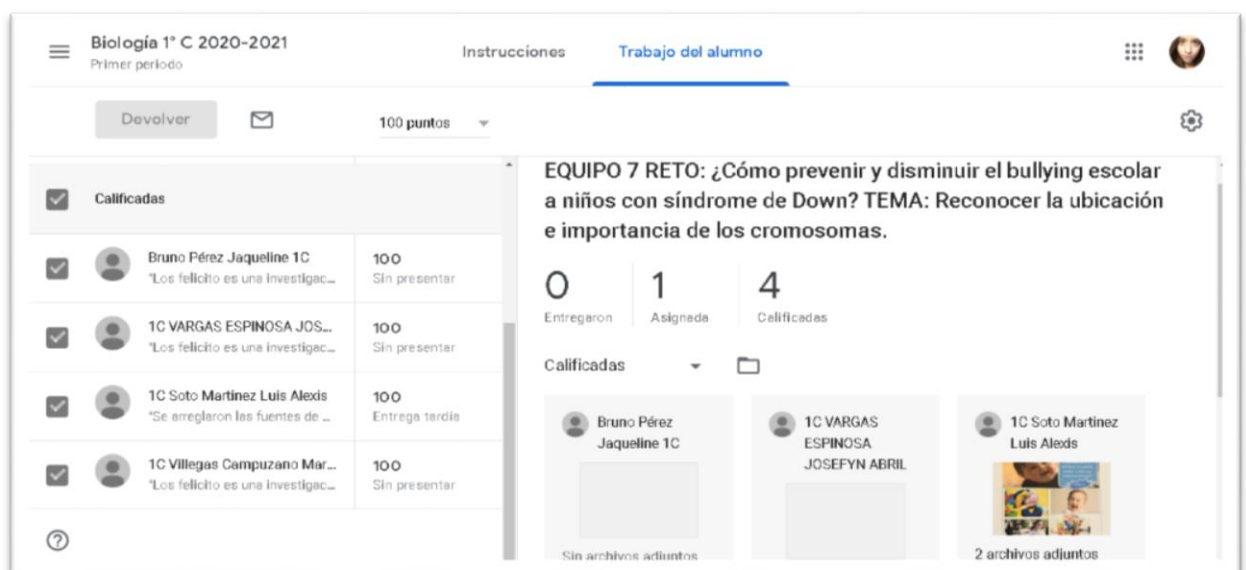 Biología 1° C 2020-2021
Primer periodo
Instrucciones
Trabajo del alumno
Devolver
100 puntos
Calificadas
Bruno Pérez Jaqueline 1C
100
"Los felicito es una investigac...
Sin presentar
1C VARGAS ESPINOSA JOS...
100
"Los felicito es una investigac...
Sin presentar
1C Soto Martinez Luis Alexis
100
"Se arreglaron las fuentes de ...
Entrega tardía
1C Villegas Campuzano Mar...
100
"Los felicito es una investigac...
Sin presentar
EQUIPO 7 RETO: ¿Cómo prevenir y disminuir el bullying escolar
a niños con síndrome de Down? TEMA: Reconocer la ubicación
e importancia de los cromosomas.
0
1
4
Entregaron
Asignada
Calificadas
Calificadas
Bruno Pérez
Jaqueline 1C
Sin archivos adjuntos
1C VARGAS
ESPINOSA
JOSEFYN ABRIL
1C Soto Martinez
Luis Alexis
2 archivos adjuntos